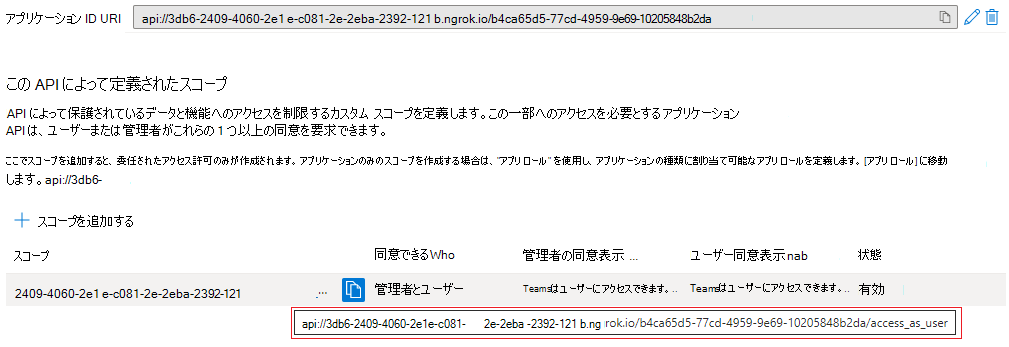 アプリケーション ID URI api://3db6-2409-4060-2e1 e-c081-2e-2eba-2392-121 b.ngrok.io/b4ca65d5-77cd-4959-9e69-10205848b2da
この API によって定義されたスコープ
API によって保護されているデータと機能へのアクセスを制限するカスタム スコープを定義します。この一部へのアクセスを必要とするアプリケーション
API は、ユーザーまたは管理者がこれらの 1 つ以上の同意を要求できます。
ここでスコープを追加すると、委任されたアクセス許可のみが作成されます。アプリケーションのみのスコープを作成する場合は、"アプリ ロール" を使用し、アプリケーションの種類に割り当て可能なアプリ ロールを定義します。[アプリ ロール] に移動
します。api://3db6-
スコープを追加する
スコープ 同意できるWho 管理者の同意表示 ... ユーザー同意表示 nab 状態
2409-4060-2e1 e-c081-2e-2eba-2392-121 ... 管理者とユーザー Teamsはユーザーにアクセスできます。.. Teamsはユーザーにアクセスできます。.. 有効
api://3db6-2409-4060-2e1e-c081- 2e-2eba -2392-121 b.ng rok.io/b4ca65d5-77cd-4959-9e69-10205848b2da/access_as_user